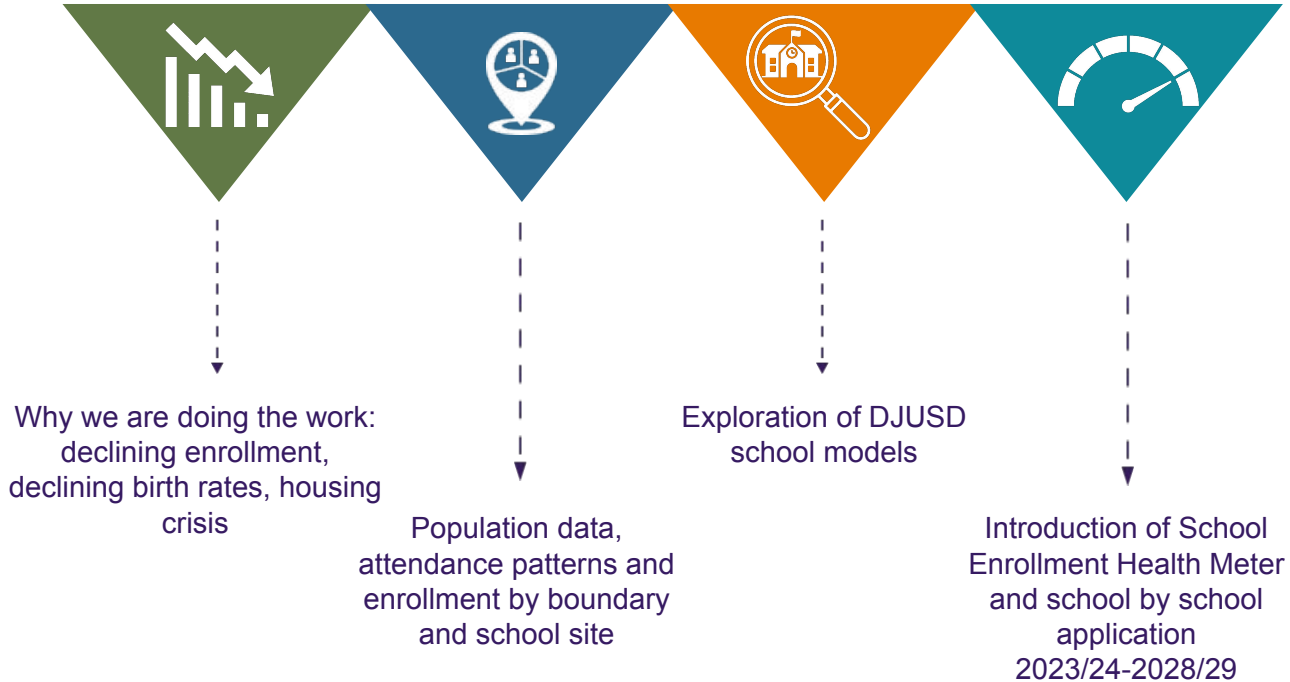 Why we are doing the work:
declining enrollment,
declining birth rates, housing
crisis
Population data,
attendance patterns and
enrollment by boundary
and school site
Exploration of DJUSD
school models
Introduction of School
Enrollment Health Meter
and school by school
application
2023/24-2028/29